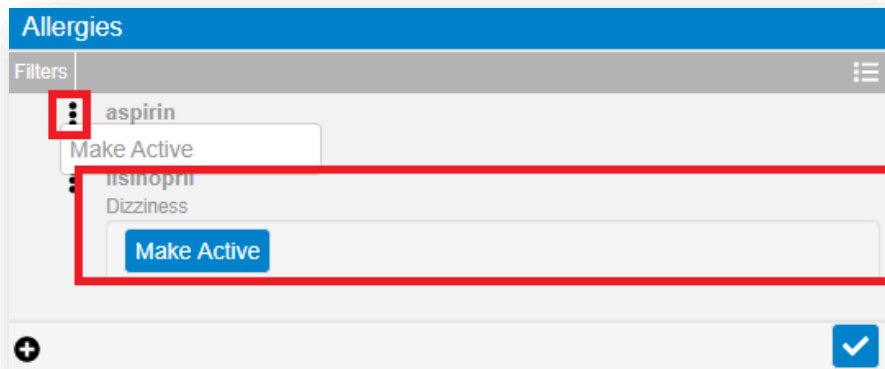 Allergies
Filters
aspirin
Make Active
lisinopril
Dizziness
Make Active